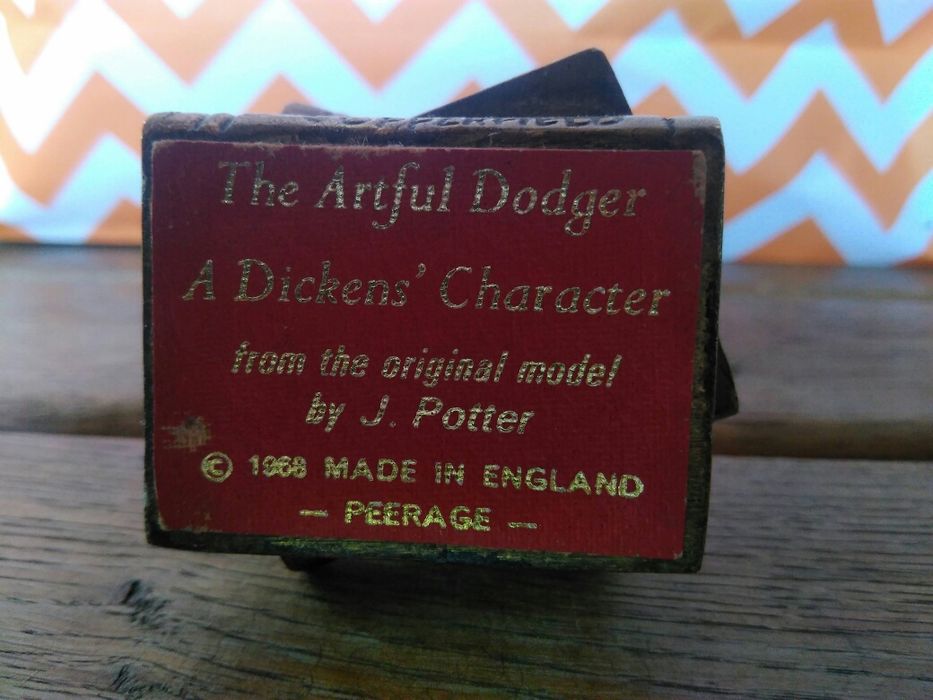 The Artful Dodger
A Dickens' Character
from the original model
by J. Potter
© 1968 MADE IN ENGLAND
— PEERAGE —